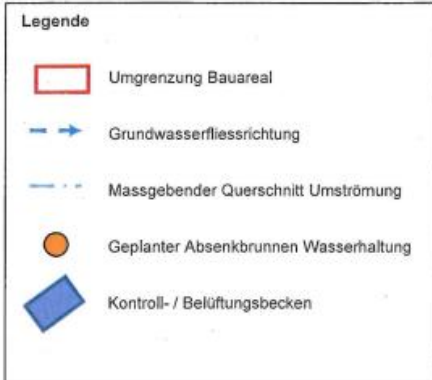 Legende
Umgrenzung Bauareal
Grundwasserfliessrichtung
Massgebender Querschnitt Umströmung
Geplanter Absenkbrunnen Wasserhaltung
Kontroll- / Belüftungsbecken